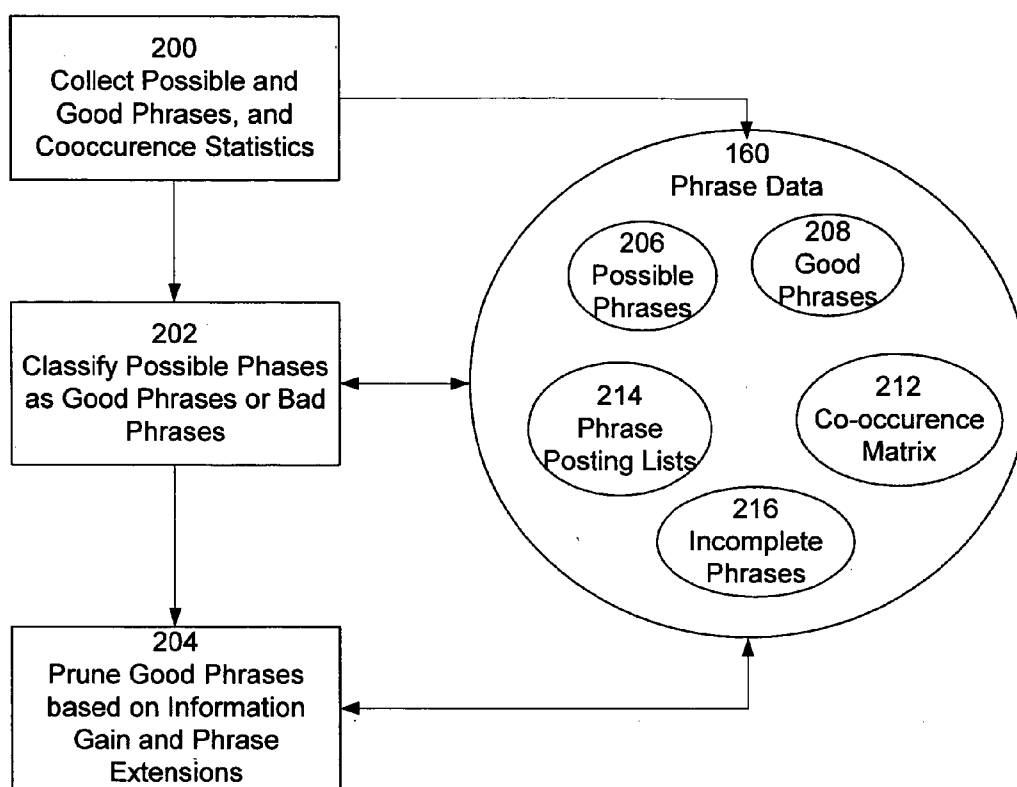 200
Collect Possible and
Good Phrases, and
Cooccurence Statistics
160
Phrase Data
206
Possible
Phrases
208
Good
Phrases
202
Classify Possible Phases
as Good Phrases or Bad
Phrases
214
Phrase
Posting Lists
212
Co-occurence
Matrix
216
Incomplete
Phrases
204
Prune Good Phrases
based on Information
Gain and Phrase
Extensions